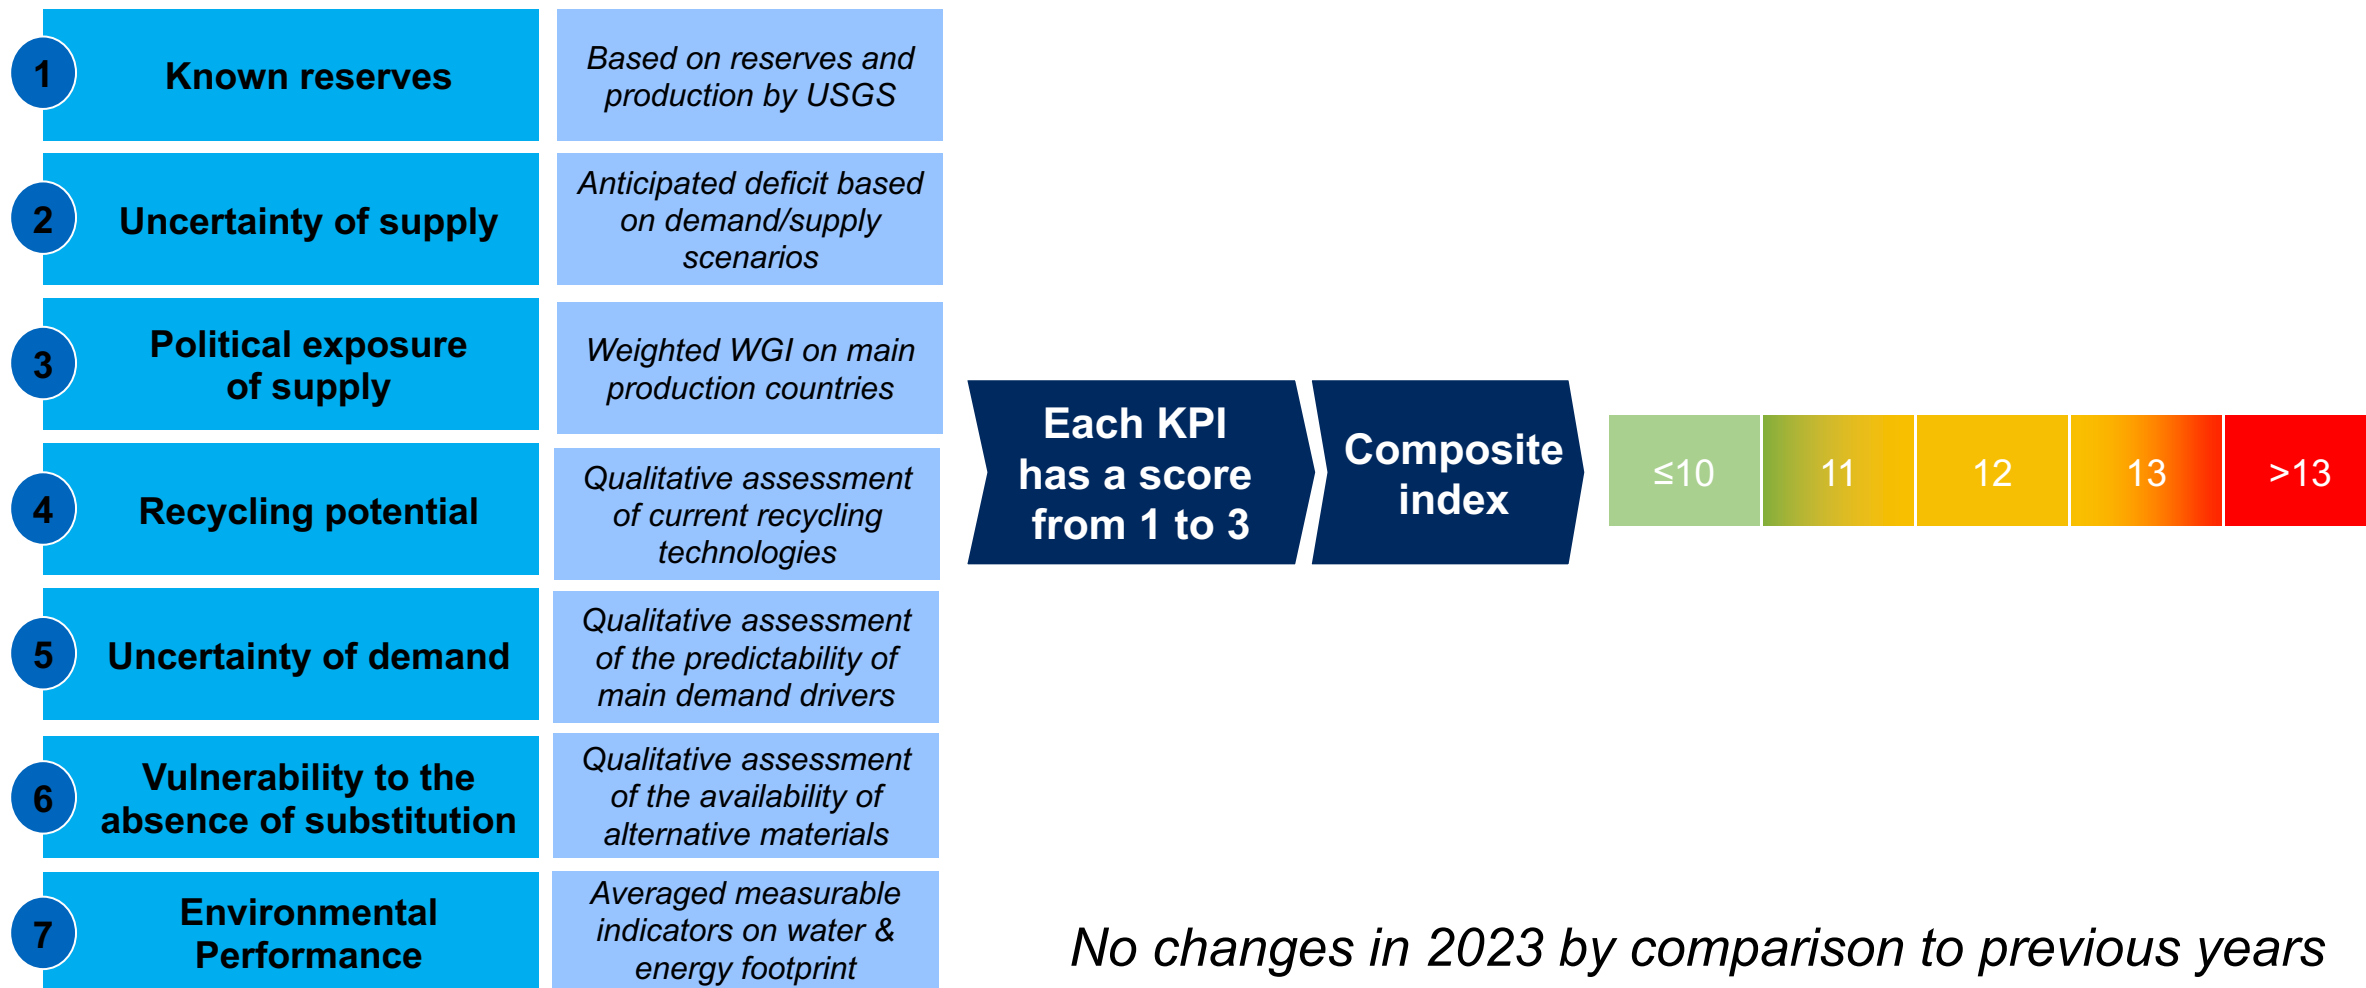 1
Known reserves
Based on reserves and
production by USGS
2
Uncertainty of supply
Anticipated deficit based
on demand/supply
scenarios
3
Political exposure
of supply
Weighted WGI on main
production countries
4
Recycling potential
Qualitative assessment
of current recycling
technologies
5
Uncertainty of demand
Qualitative assessment
of the predictability of
main demand drivers
6
Vulnerability to the
absence of substitution
Qualitative assessment
of the availability of
alternative materials
7
Environmental
Performance
Averaged measurable
indicators on water &
energy footprint
Each KPI
has a score
from 1 to 3
Composite
index
≤10
11
12
13
>13
No changes in 2023 by comparison to previous years